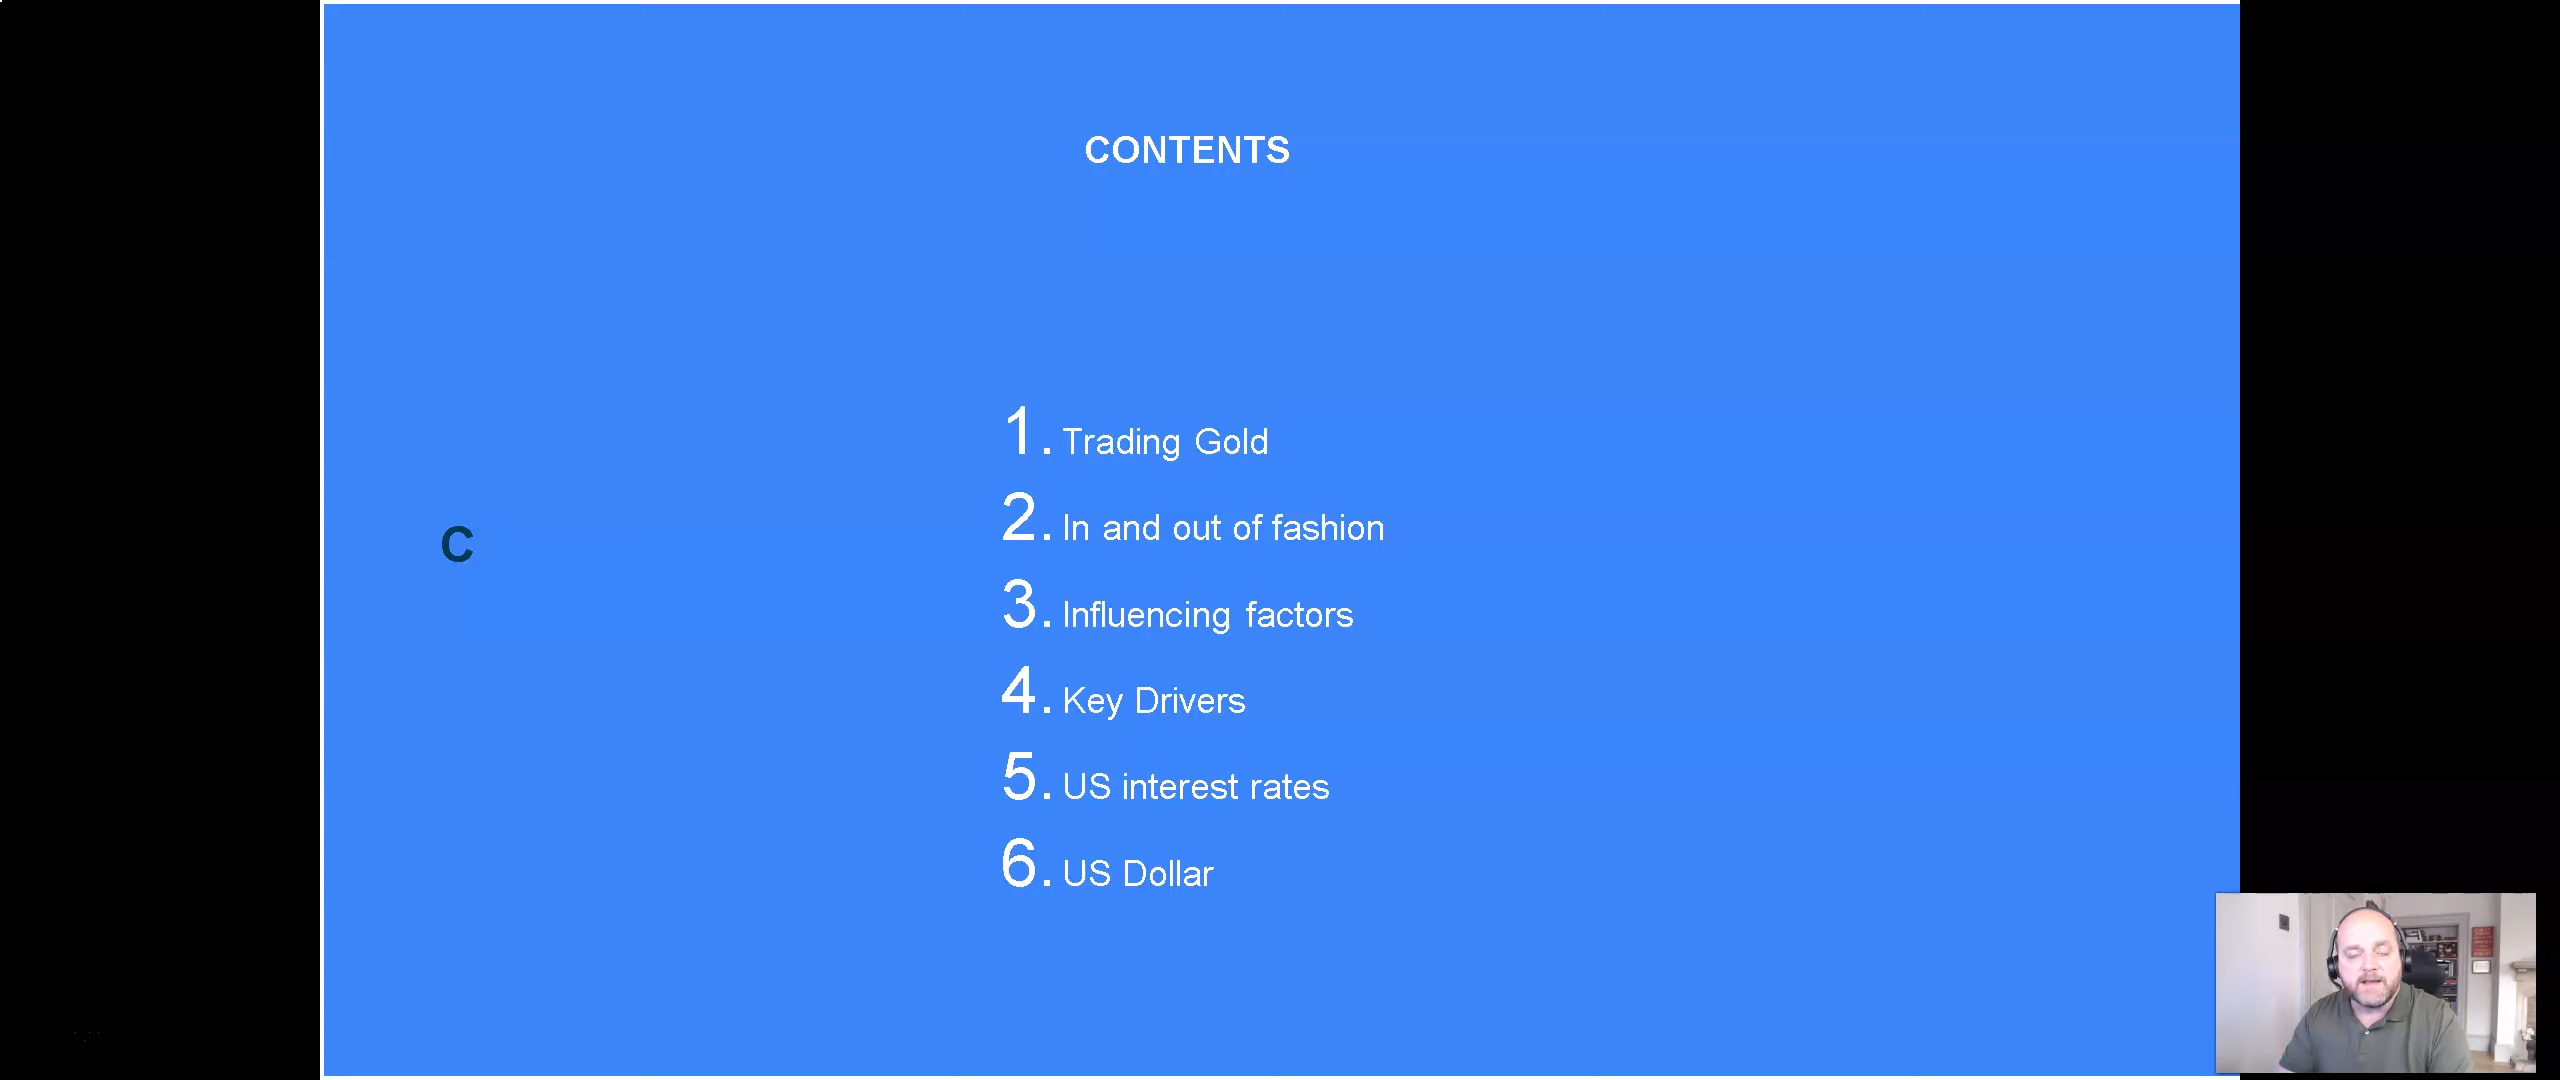 CONTENTS
1. Trading Gold
2. In and out of fashion
C
3. Influencing factors
4. Key Drivers
5. US interest rates
6. US Dollar